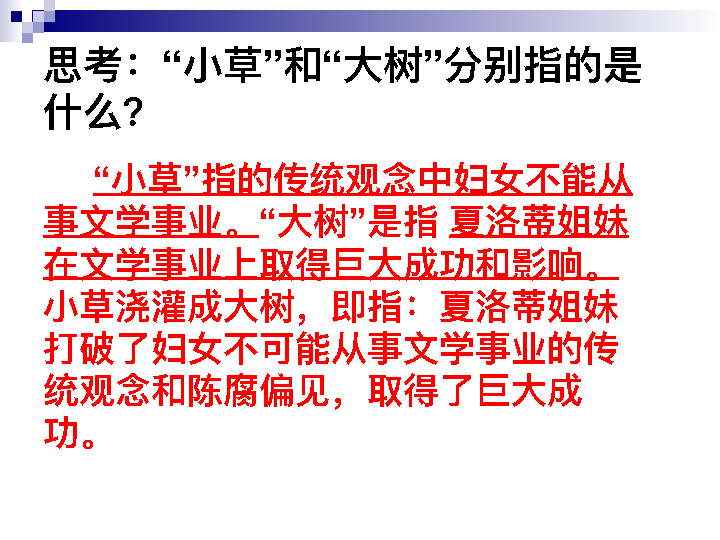 思考：“小草”和“大树”分别指的是
什么？
“小草”指的传统观念中妇女不能从
事文学事业。“大树”是指 夏洛蒂姐妹
在文学事业上取得巨大成功和影响。
小草浇灌成大树，即指：夏洛蒂姐妹
打破了妇女不可能从事文学事业的传
统观念和陈腐偏见，取得了巨大成
功。